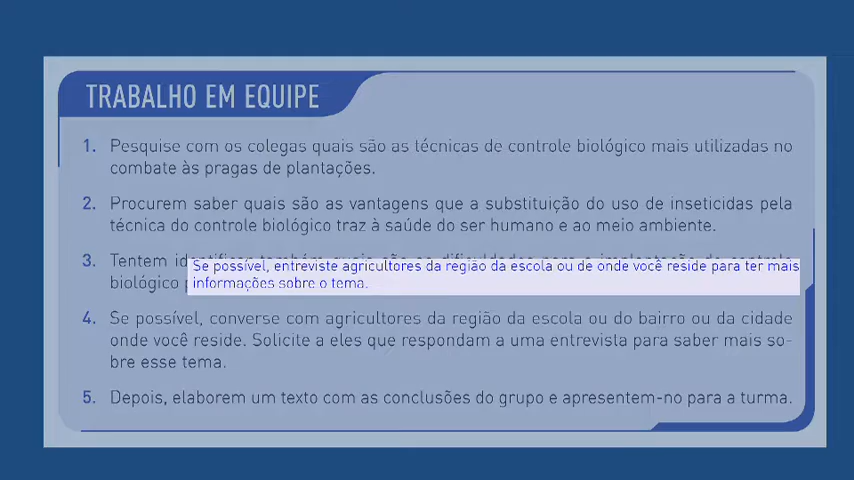 TRABALHO EM EQUIPE
1. Pesquise com os colegas quais são as técnicas de controle biológico mais utilizadas no
combate às pragas de plantações.
2. Procurem saber quais são as vantagens que a substituição do uso de inseticidas pela
técnica do controle biológico traz à saúde do ser humano e ao meio ambiente.
3. Tentem
biológico
Se possível, entreviste agricultores da região da escola ou de onde você reside para ter mais
informações sobre o tema.
4. Se possível, converse com agricultores da região da escola ou do bairro ou da cidade
onde você reside. Solicite a eles que respondam a uma entrevista para saber mais so-
bre esse tema.
5. Depois, elaborem um texto com as conclusões do grupo e apresentem-no para a turma.